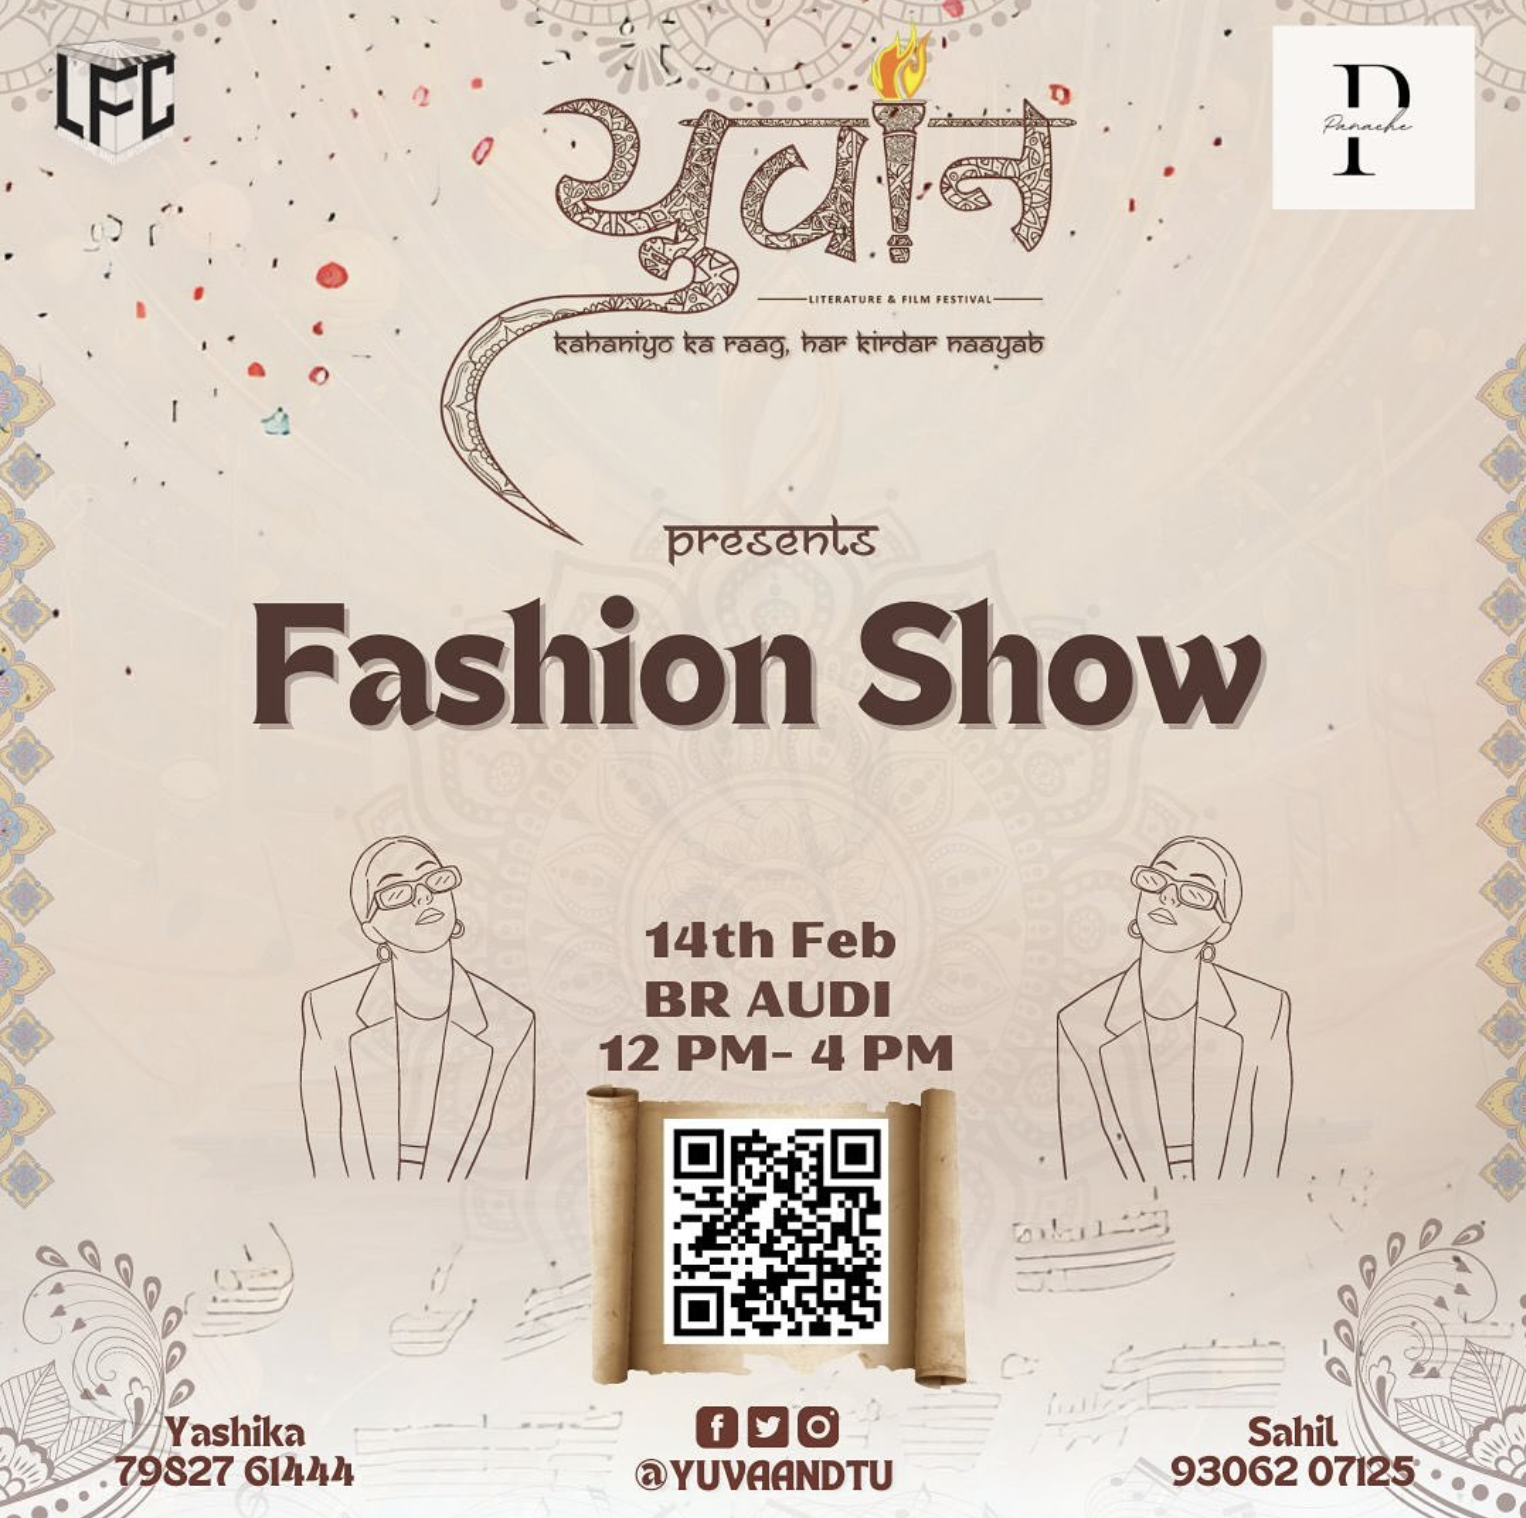 LFC
P
Panache
युवान
LITERATURE & FILM FESTIVAL
kahaniyo ka raag, har kirdar naayab
presents
Fashion Show
14th Feb
BR AUDI
12 PM- 4 PM
Yashika
79827 61444
@YUVAANDTU
Sahil
93062 07125